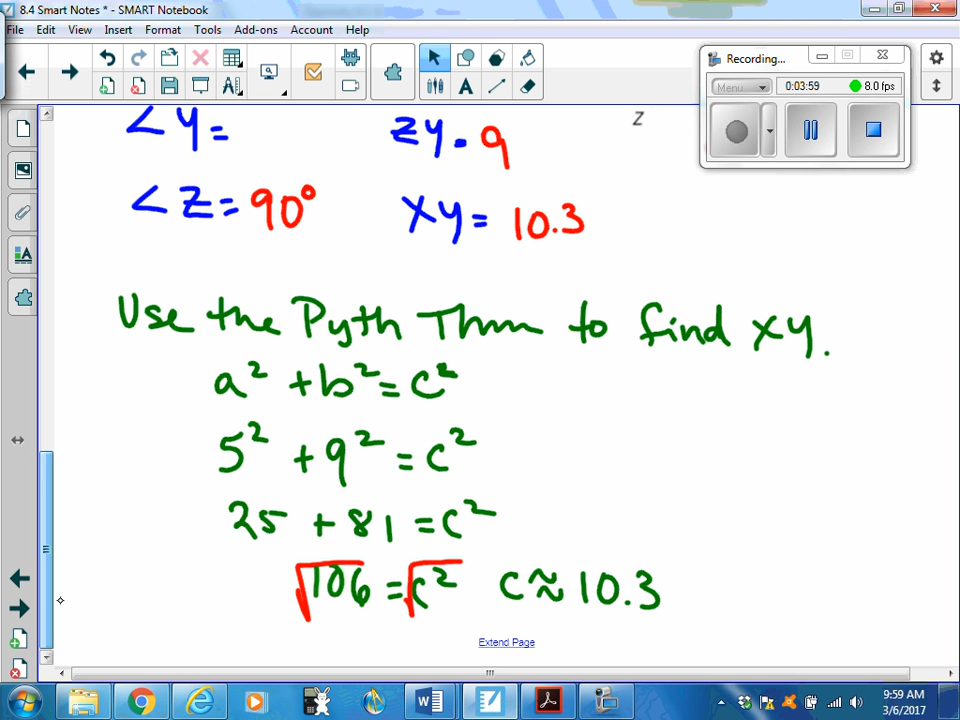 8.4 Smart Notes * - SMART Notebook
File Edit View Insert Format Tools Add-ons Account Help
Recording...
Menu 0:03:59 8.0 fps
z
<Y= ZY = 9
<Z= 90° XY= 10.3
Use the Pyth Thm to find XY.
a² + b² = c²
5² + 9² = c²
25 + 81 = c²
√106 = √c² c ≈ 10.3
Extend Page
9:59 AM
3/6/2017